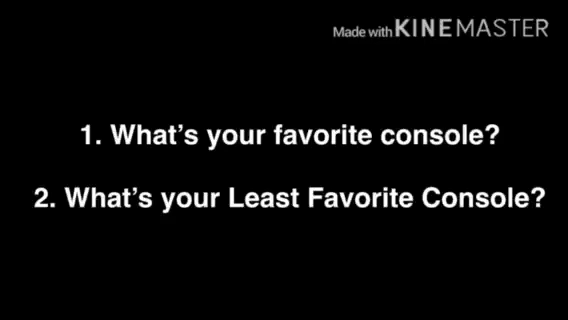 Made with KINEMASTER
1. What's your favorite console?
2. What's your Least Favorite Console?